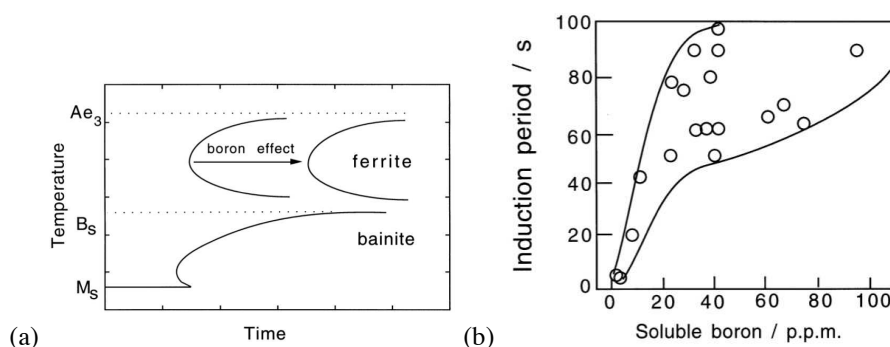 (a)
Temperature
Ae3
BS
MS
boron effect
ferrite
bainite
Time
(b)
Induction period / s
100
80
60
40
20
0
0 20 40 60 80 100
Soluble boron / p.p.m.